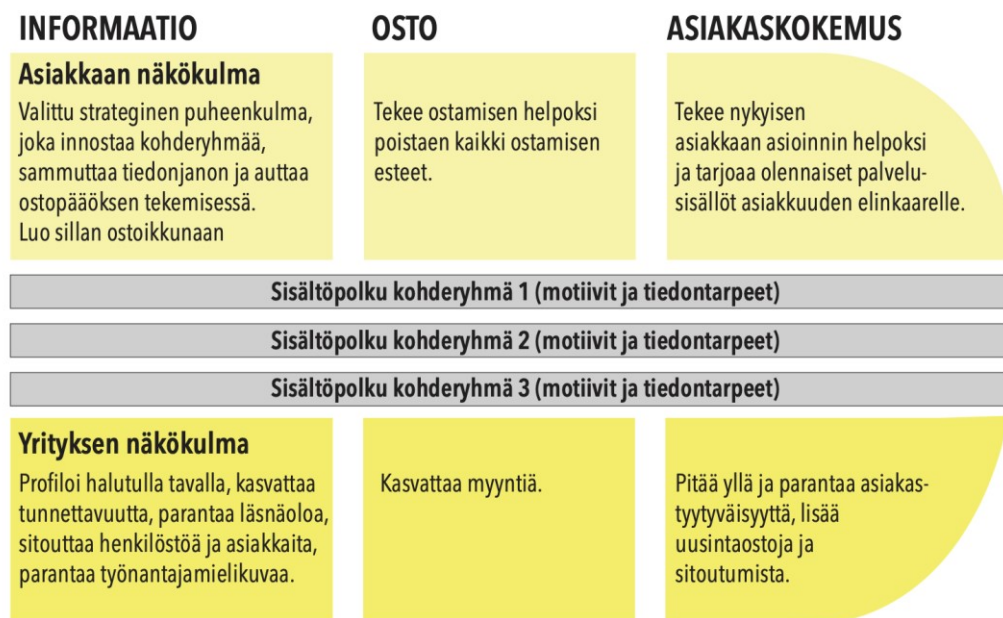 INFORMAATIO
OSTO
ASIAKASKOKEMUS
Asiakkaan näkökulma
Valittu strateginen puheenkulma,
joka innostaa kohderyhmää,
sammuttaa tiedonjanon ja auttaa
ostopääöksen tekemisessä.
Luo sillan ostoikkunaan
Tekee ostamisen helpoksi
poistaen kaikki ostamisen
esteet.
Tekee nykyisen
asiakkaan asioinnin helpoksi
ja tarjoaa olennaiset palvelu-
sisällöt asiakkuuden elinkaarelle.
Sisältöpolku kohderyhmä 1 (motiivit ja tiedontarpeet)
Sisältöpolku kohderyhmä 2 (motiivit ja tiedontarpeet)
Sisältöpolku kohderyhmä 3 (motiivit ja tiedontarpeet)
Yrityksen näkökulma
Profiloi halutulla tavalla, kasvattaa
tunnettavuutta, parantaa läsnäoloa,
sitouttaa henkilöstöä ja asiakkaita,
parantaa työnantajamielikuvaa.
Kasvattaa myyntiä.
Pitää yllä ja parantaa asiakas-
tyytyväisyyttä, lisää
uusintaostoja ja
sitoutumista.